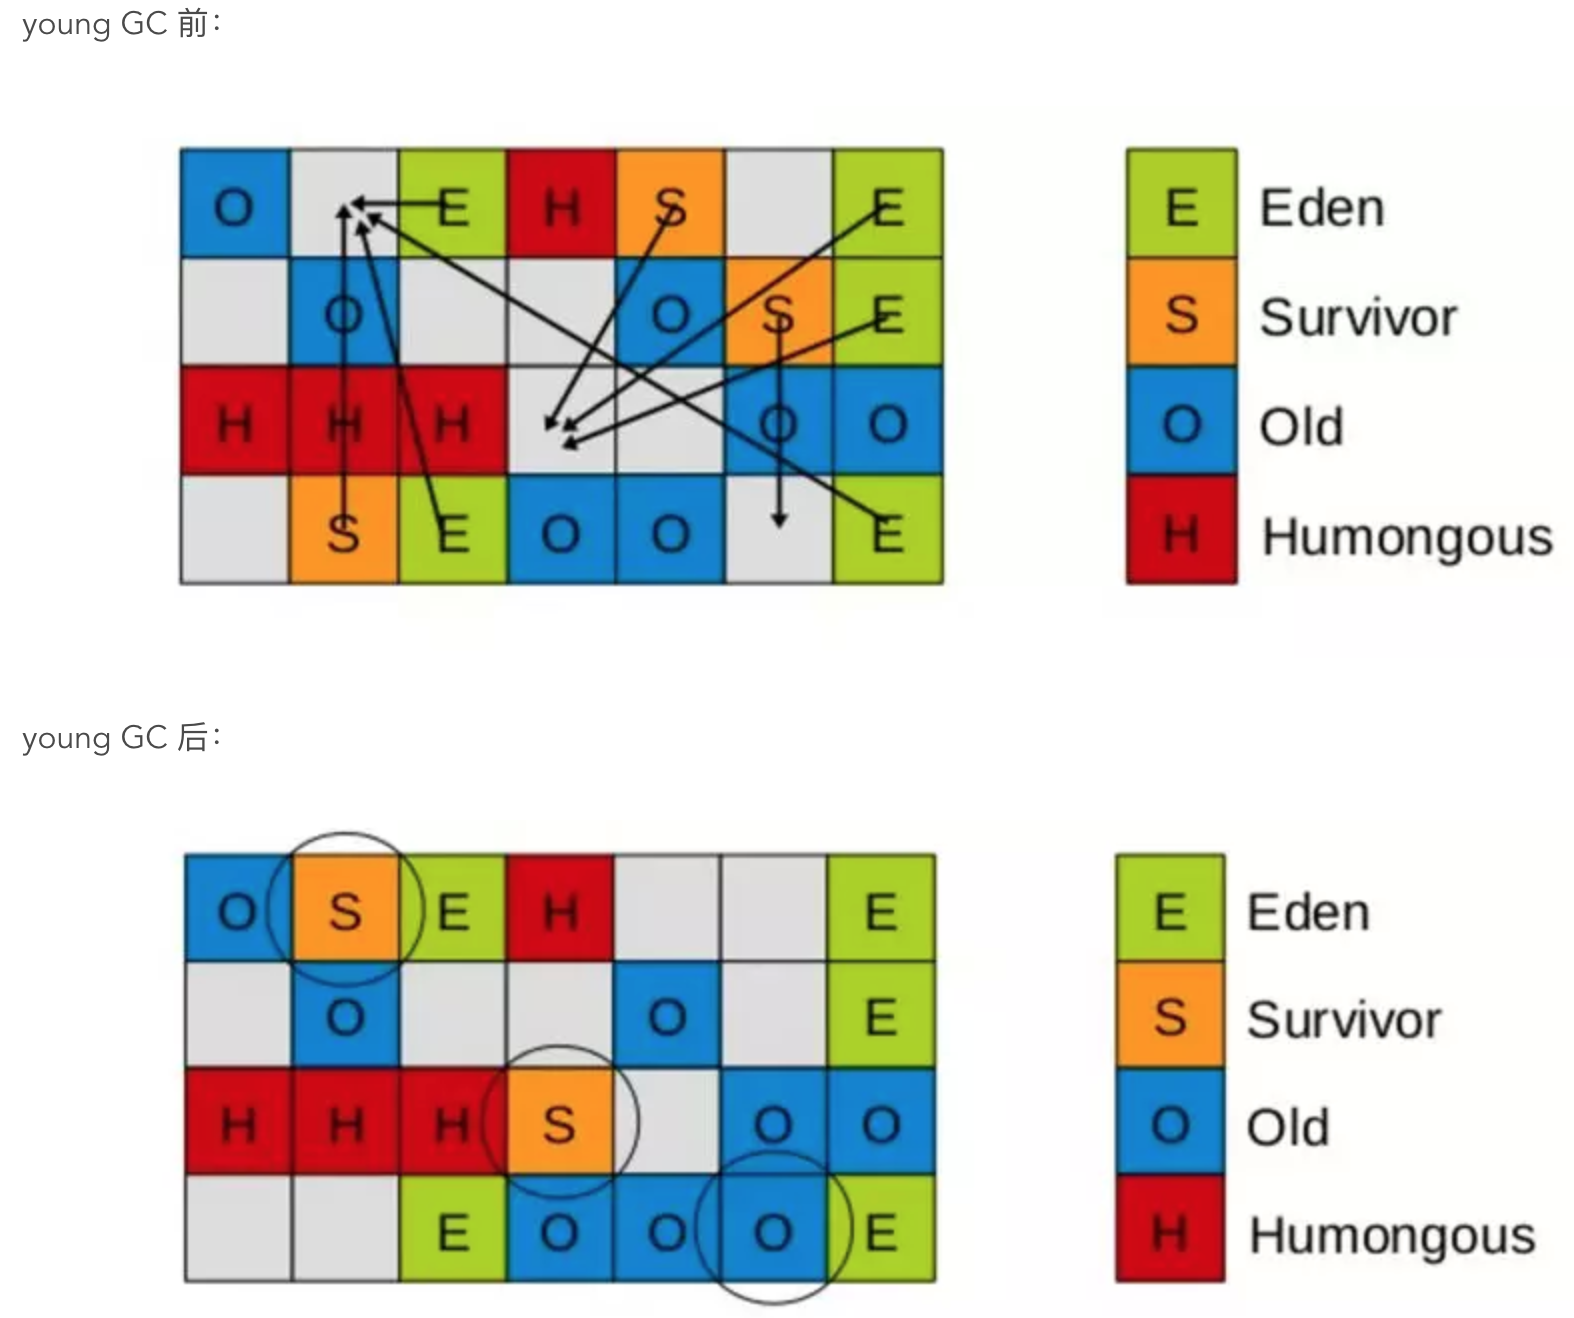 young GC 前：
O E H S E
E Eden
O O S E
S Survivor
H H H O O
O Old
S E O O E
H Humongous
young GC 后：
O S E H E
E Eden
O O E
S Survivor
H H H S O O
O Old
E O O O E
H Humongous